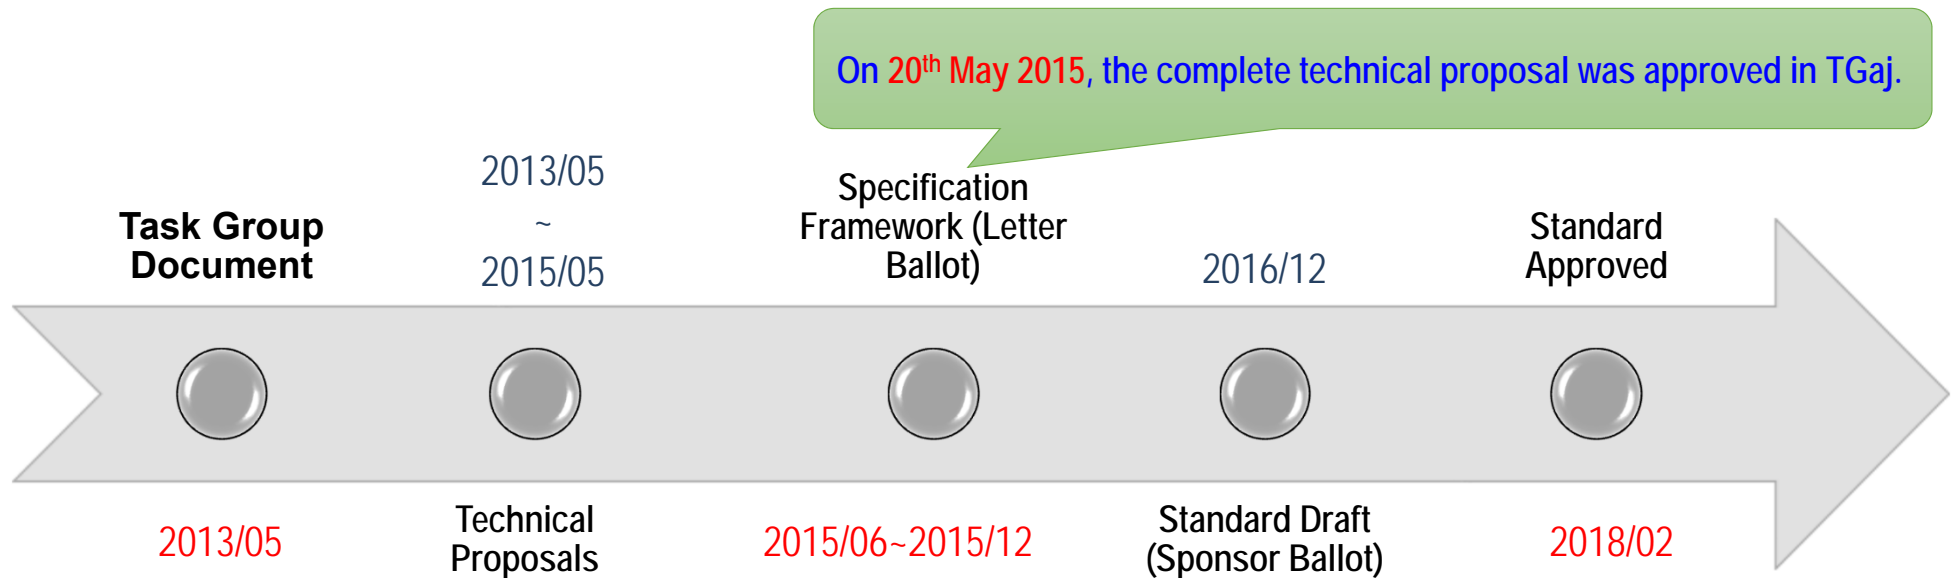 On 20th May 2015, the complete technical proposal was approved in TGaj.
Task Group
Document
2013/05
2013/05
~
2015/05
Technical
Proposals
Specification
Framework (Letter
Ballot)
2015/06~2015/12
2016/12
Standard Draft
(Sponsor Ballot)
Standard
Approved
2018/02